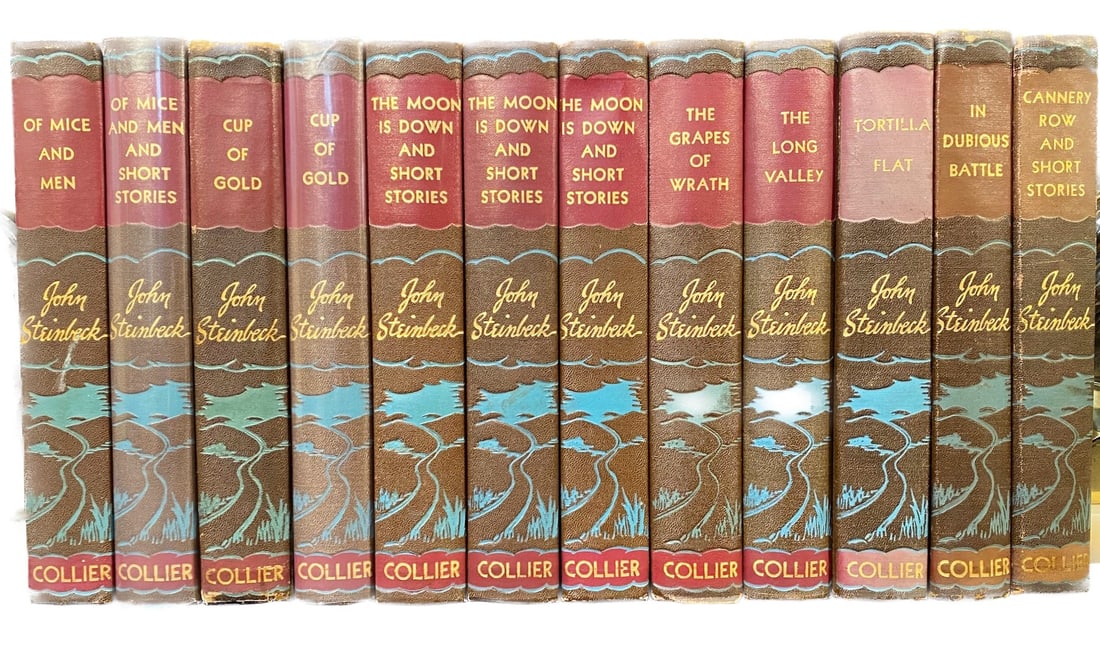 OF MICE
AND
MEN
John
Steinbeck
COLLIER
OF MICE
AND MEN
AND
SHORT
STORIES
John
Steinbeck
COLLIER
CUP
OF
GOLD
John
Steinbeck
COLLIER
CUP
OF
GOLD
John
Steinbeck
COLLIER
THE MOON
IS DOWN
AND
SHORT
STORIES
John
Steinbeck
COLLIER
THE MOON
IS DOWN
AND
SHORT
STORIES
John
Steinbeck
COLLIER
HE MOON
IS DOWN
AND
SHORT
STORIES
John
Steinbeck
COLLIER
THE
GRAPES
OF
WRATH
John
Steinbeck
COLLIER
THE
LONG
VALLEY
John
Steinbeck
COLLIER
TORTILLA
FLAT
John
Steinbeck
COLLIER
IN
DUBIOUS
BATTLE
John
Steinbeck
COLLIER
CANNERY
ROW
AND
SHORT
STORIES
John
Steinbeck
COLLIER